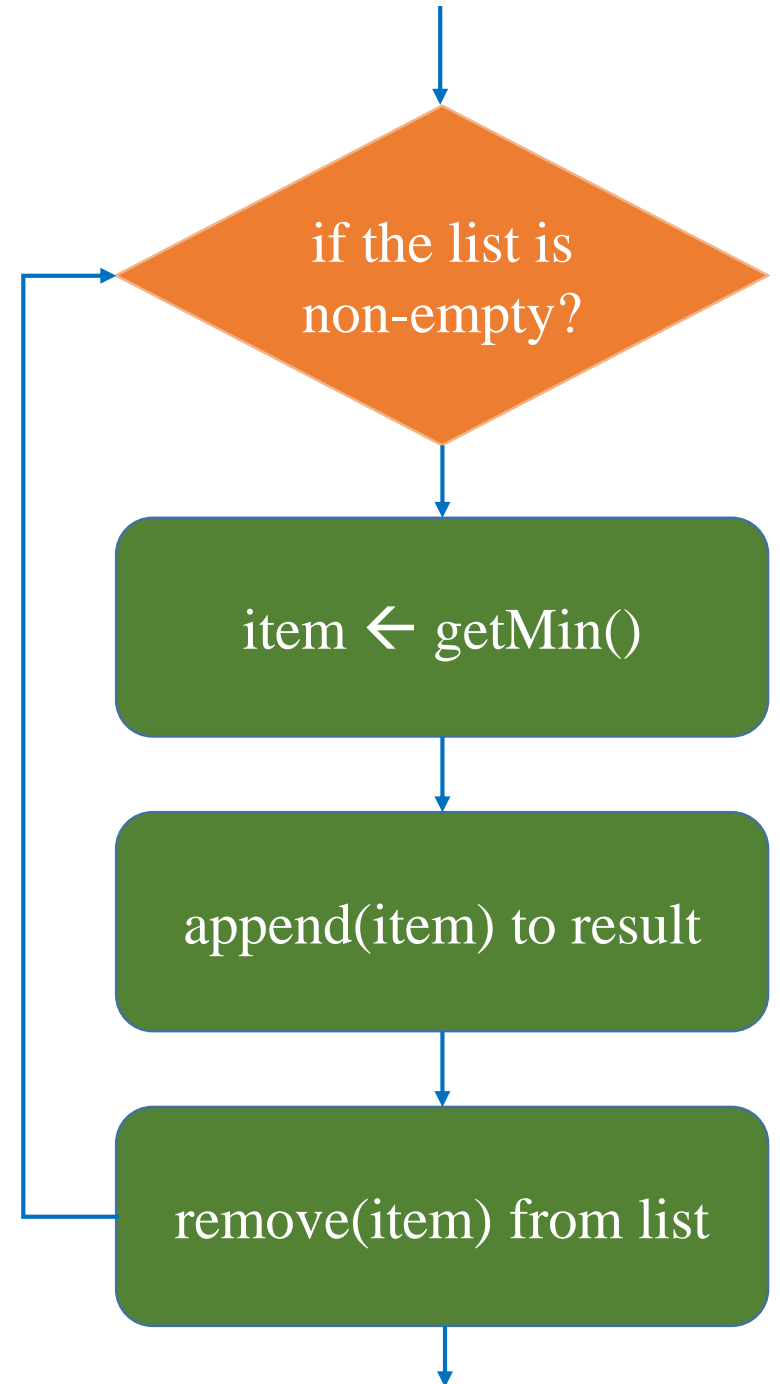 if the list is
non-empty?
item ← getMin()
append(item) to result
remove(item) from list